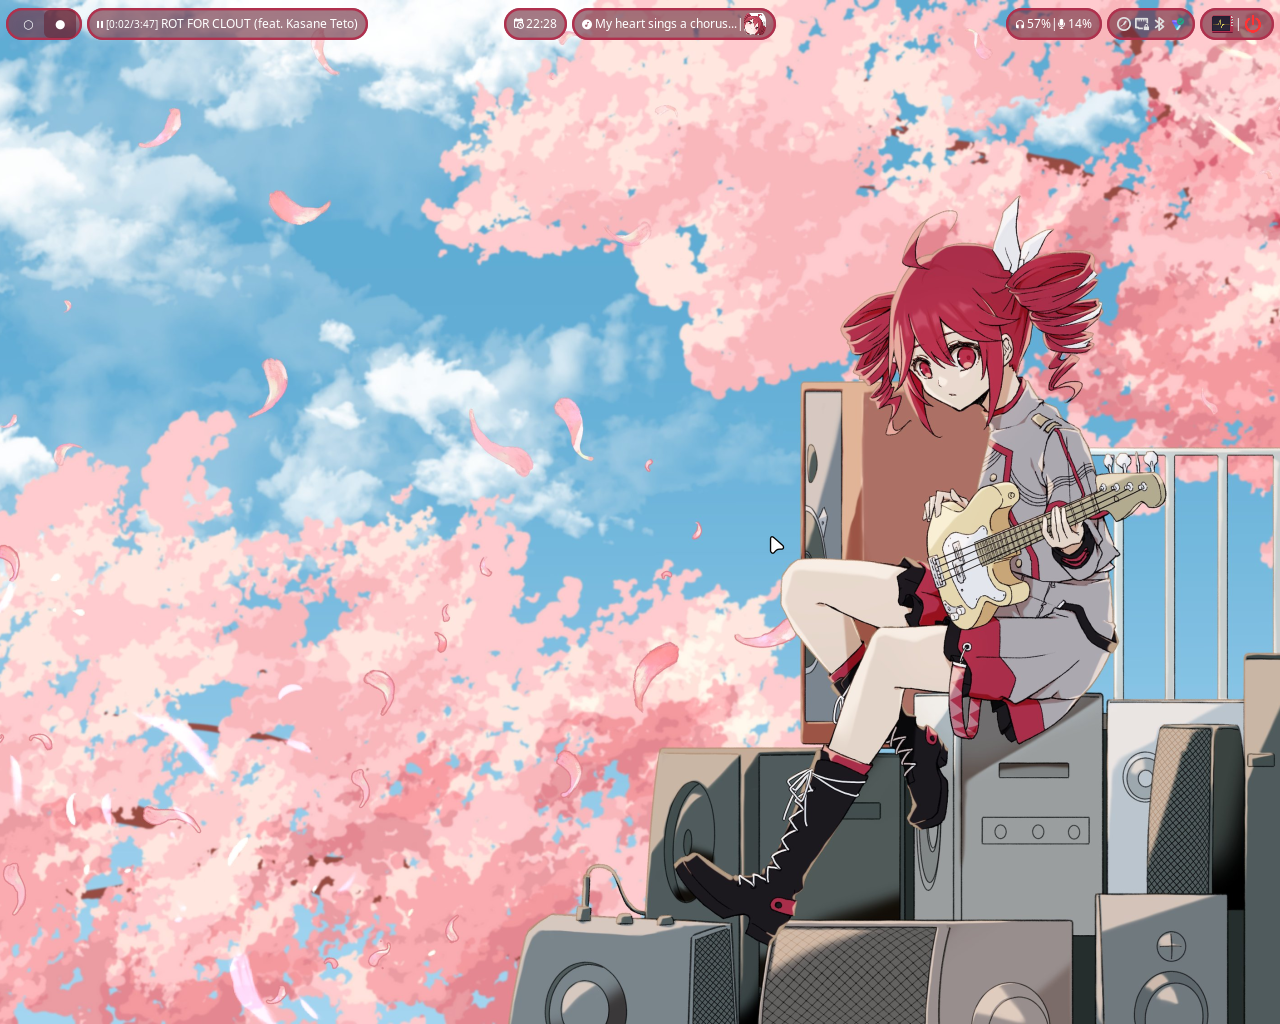 [0:02/3:47] ROT FOR CLOUT (feat. Kasane Teto)
22:28
My heart sings a chorus...|
57%|14%
|